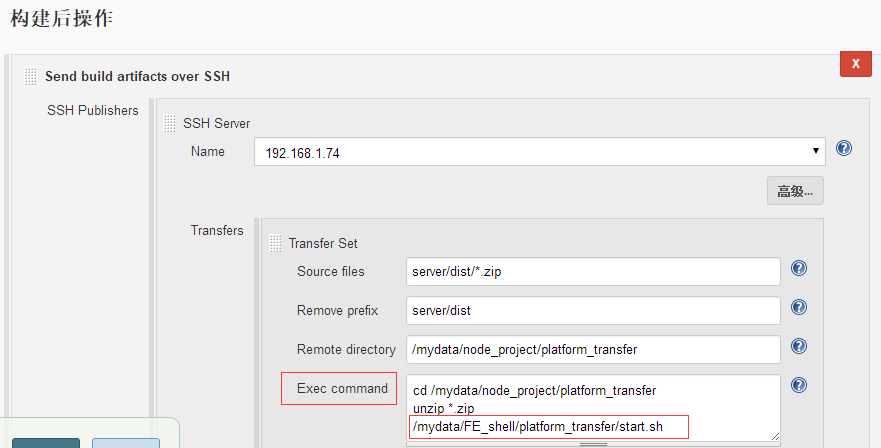 构建后操作
Send build artifacts over SSH
X
SSH Publishers
SSH Server
Name
192.168.1.74
高级...
Transfers
Transfer Set
Source files
server/dist/*.zip
Remove prefix
server/dist
Remote directory
/mydata/node_project/platform_transfer
Exec command
cd /mydata/node_project/platform_transfer
unzip *.zip
/mydata/FE_shell/platform_transfer/start.sh